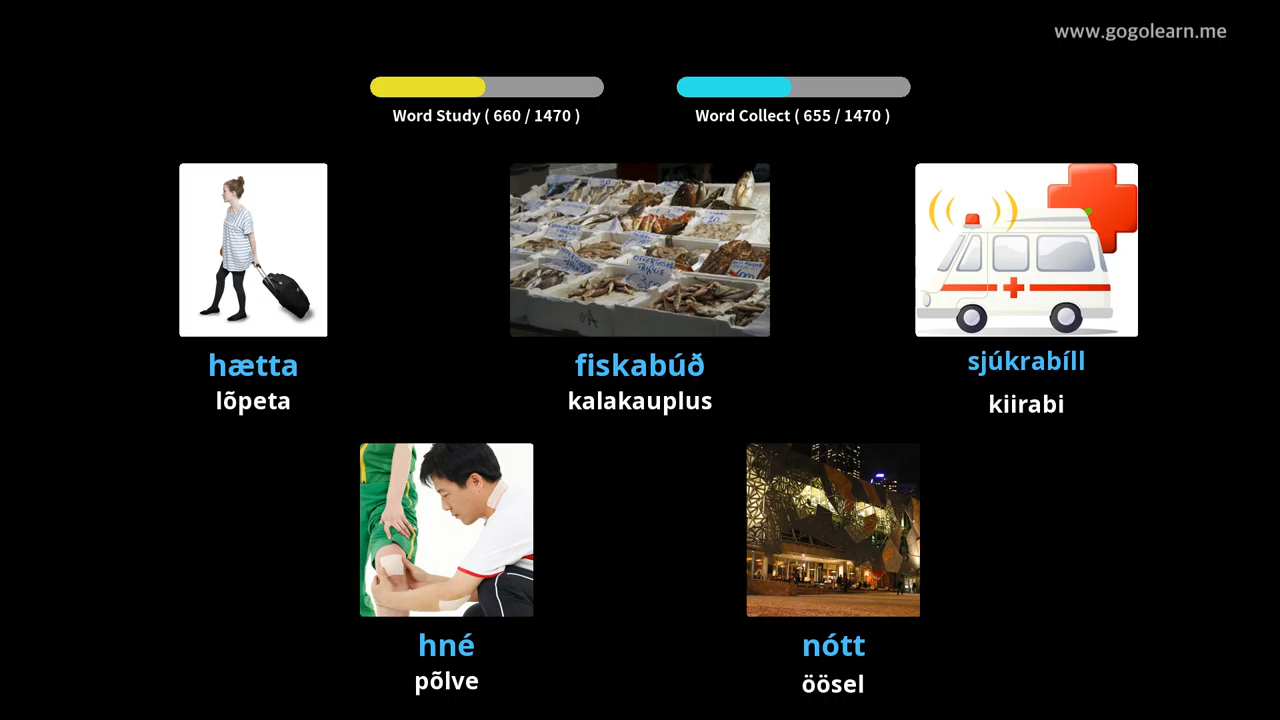 www.gogolearn.me
Word Study ( 660 / 1470 )
Word Collect ( 655 / 1470 )
hætta
lõpeta
fiskabúð
kalakauplus
sjúkrabíll
kiirabi
hné
põlve
nótt
öösel